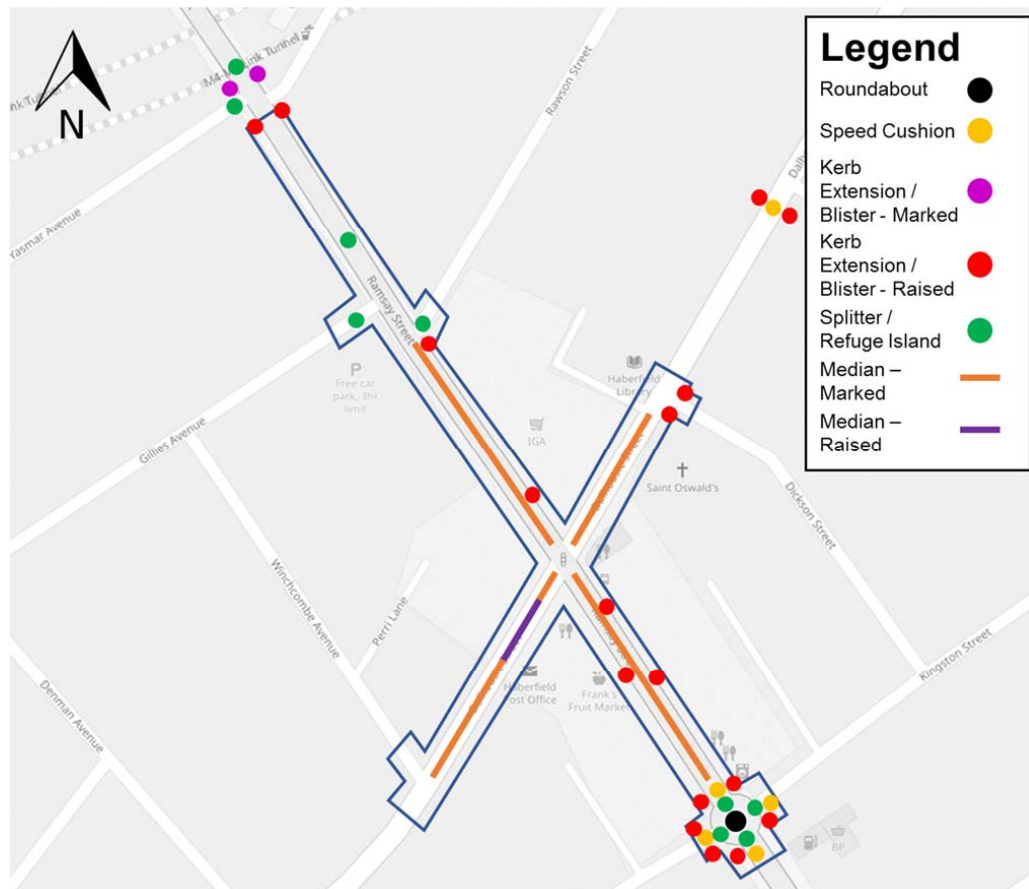 Legend
Roundabout
Speed Cushion
Kerb
Extension /
Blister - Marked
Kerb
Extension /
Blister - Raised
Splitter /
Refuge Island
Median –
Marked
Median –
Raised
N
Rawson Street
Yasmar Avenue
Ramsay Street
P
Free car
park, 3hr
limit
Haberfield
Library
IGA
Gillies Avenue
Saint Oswald's
Dickson Street
Winchcombe Avenue
Perri Lane
Kingston Street
Haberfield
Post Office
Frank's
Fruit Market
Denman Avenue
BP